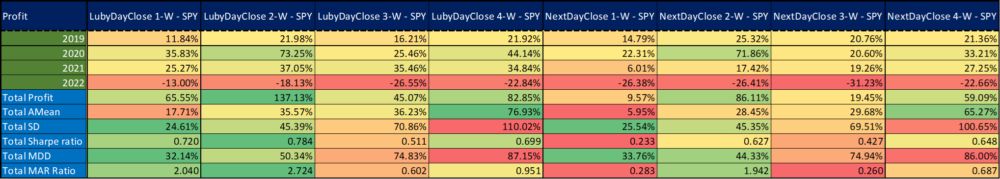 Profit LubyDayClose 1-W - SPY LubyDayClose 2-W - SPY LubyDayClose 3-W - SPY LubyDayClose 4-W - SPY NextDayClose 1-W - SPY NextDayClose 2-W - SPY NextDayClose 3-W - SPY NextDayClose 4-W - SPY
2019 11.84% 21.98% 16.21% 21.92% 14.79% 25.32% 20.76% 21.36%
2020 35.83% 73.25% 25.46% 44.14% 22.31% 71.86% 20.60% 33.21%
2021 25.27% 37.05% 35.46% 34.84% 6.01% 17.42% 19.26% 27.25%
2022 -13.00% -18.13% -26.55% -22.84% -26.38% -26.41% -31.23% -22.66%
Total Profit 65.55% 137.13% 45.07% 82.85% 9.57% 86.11% 19.45% 59.09%
Total AMean 17.71% 35.57% 36.23% 76.93% 5.95% 28.45% 29.68% 65.27%
Total SD 24.61% 45.39% 70.86% 110.02% 25.54% 45.35% 69.51% 100.65%
Total Sharpe ratio 0.720 0.784 0.511 0.699 0.233 0.627 0.427 0.648
Total MDD 32.14% 50.34% 74.83% 87.15% 33.76% 44.33% 74.94% 86.00%
Total MAR Ratio 2.040 2.724 0.602 0.951 0.283 1.942 0.260 0.687